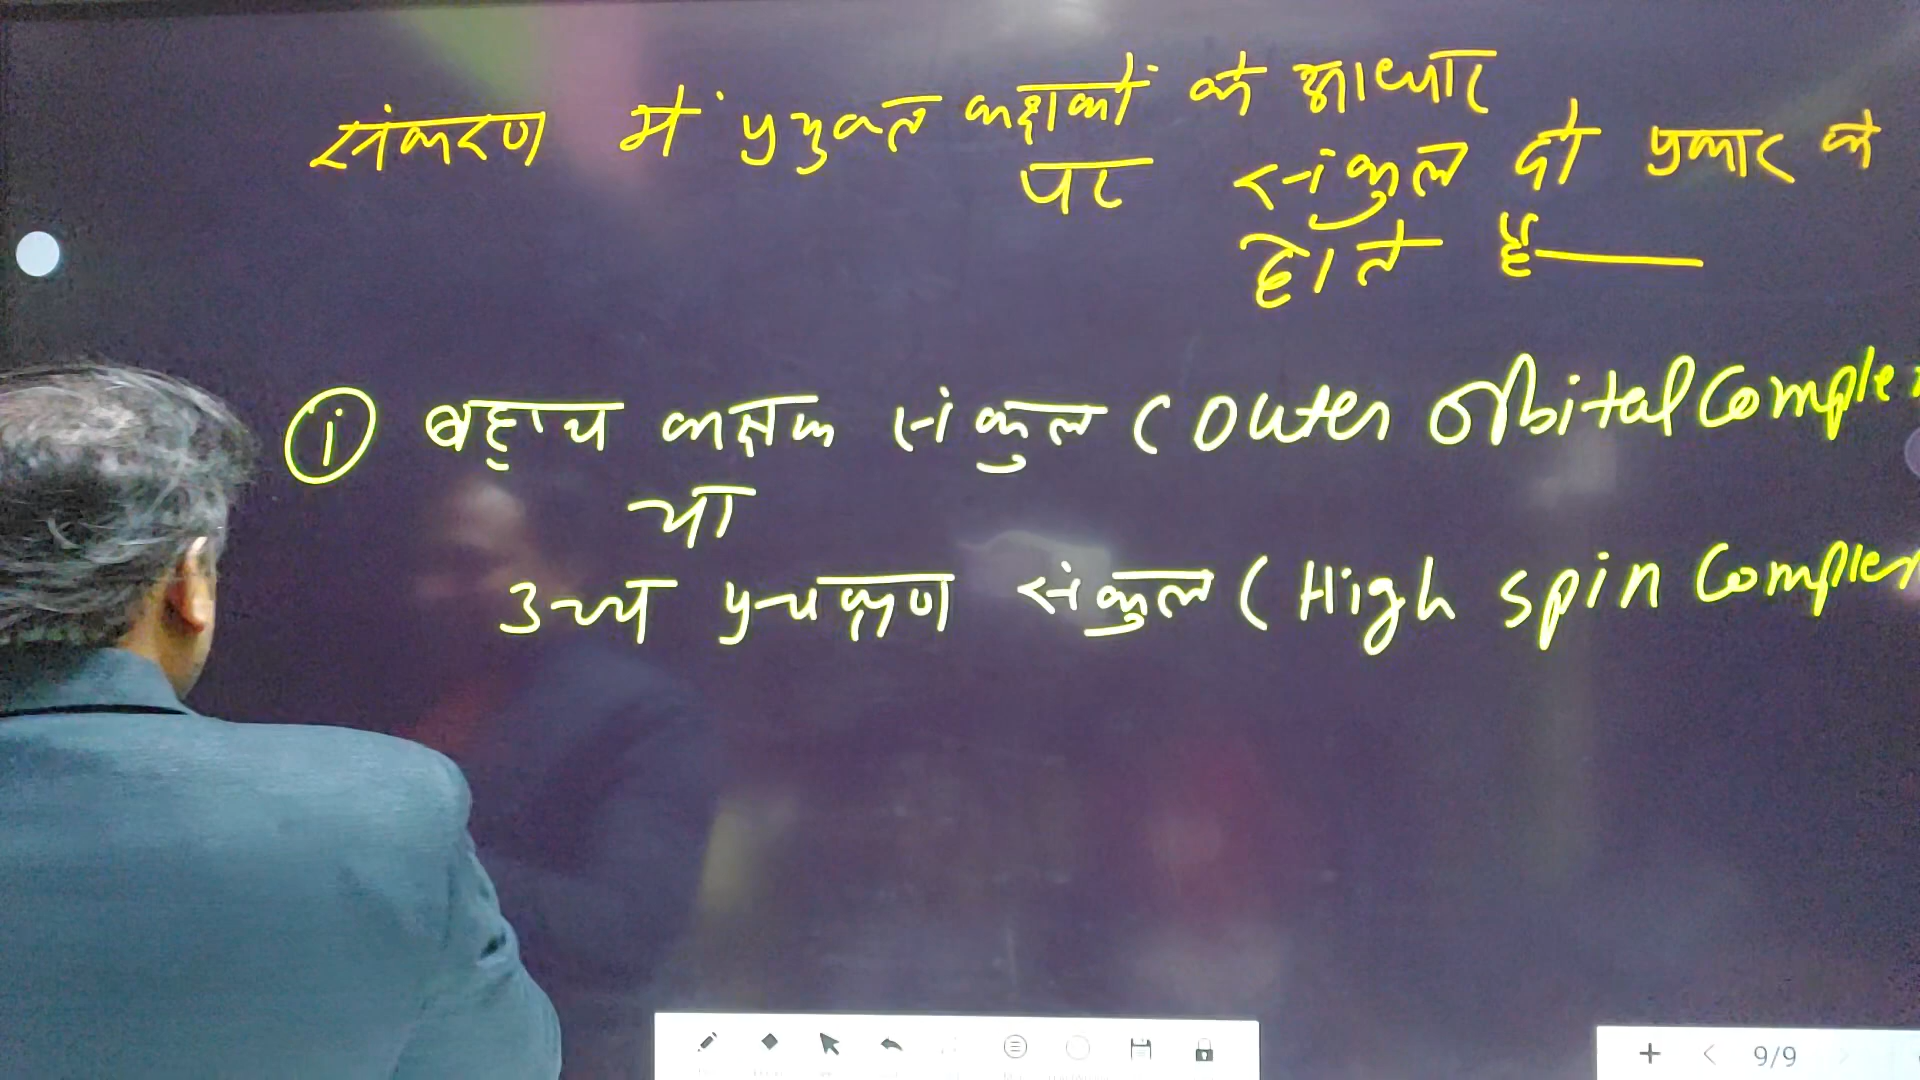 संकरण में प्रयुक्त कक्षकों के आधार
पर संकुल दो प्रकार के
होते हैं—
(i) बाह्य कक्षक संकुल (Outer Orbital Complex
या
उच्च प्रचक्रण संकुल (High spin Complex
9/9